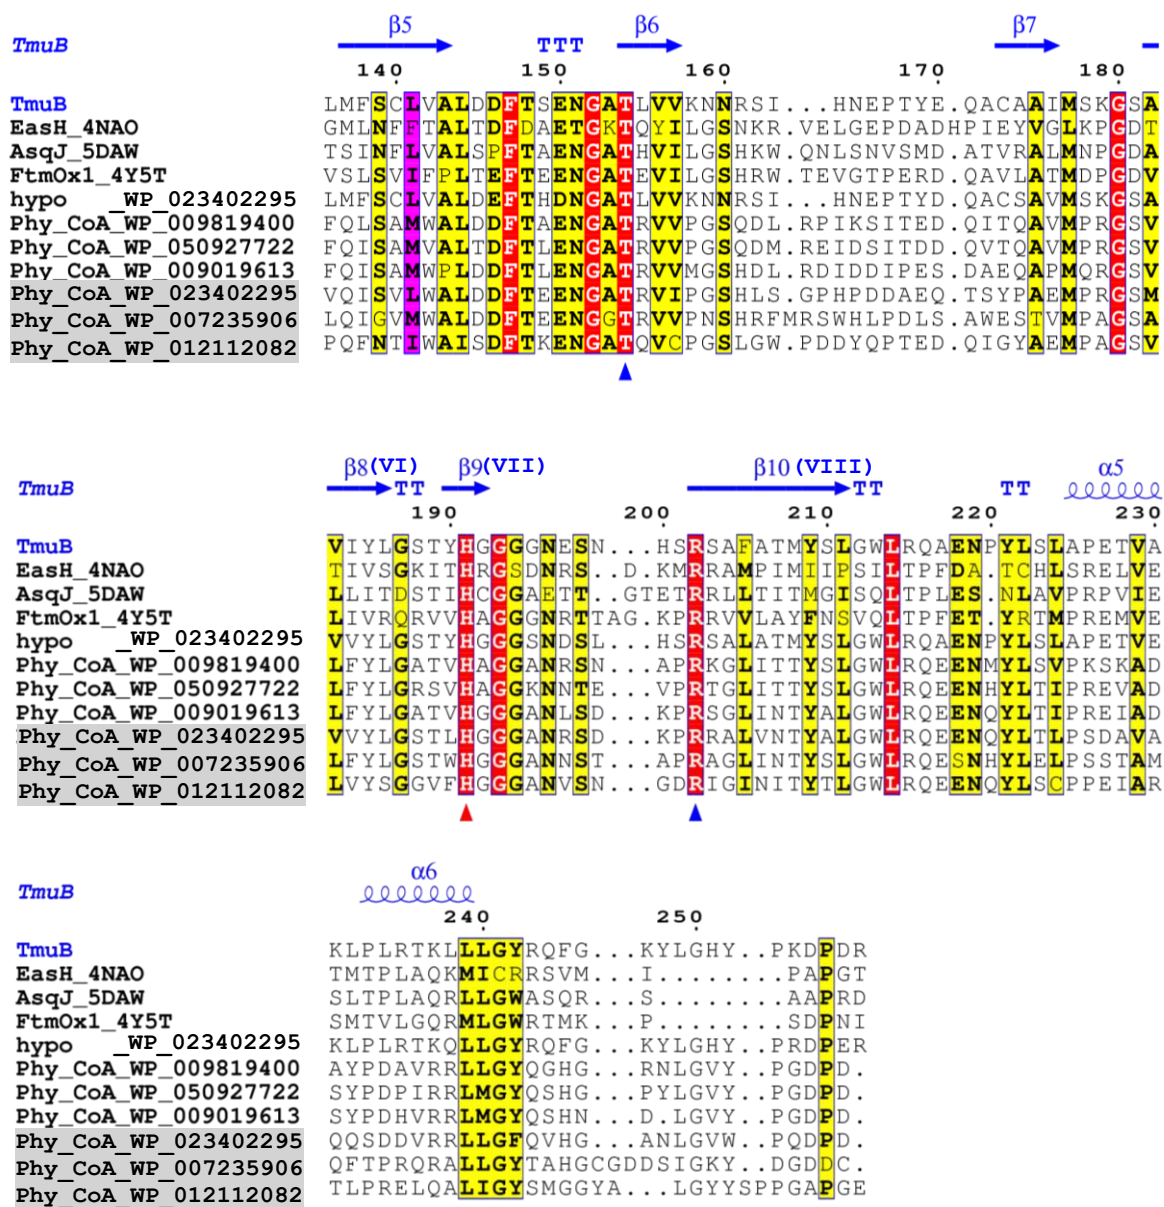 β5 β6 β7
TmuB TTT
140 150 160 170 180
TmuB LMFSCLVALDDFTSENGATLVVKNNRSI...HNEPTYE.QACAAIMSKGSA
EasH_4NAO GMLNFFTALTDFDAETGKTQYILGSNKR.VELGEPDADHPIEYVGLKPGDT
AsqJ_5DAW TSINFLVALSPFTAENGATHVILGSHKW.QNLSNVSMD.ATVRALMNPGDA
FtmOx1_4Y5T VSLSVIFPLTEFTEENGATEVILGSHRW.TEVGTPERD.QAVLATMDPGDV
hypo _WP_023402295 LMFSCLVALDEFTHDNGATLVVKNNRSI...HNEPTYD.QACSAVMSKGSA
Phy_CoA_WP_009819400 FQLSAMWALTEFTLENGATRVVPGSQDL.RPIKSITED.QITQAVMPRGSV
Phy_CoA_WP_050927722 FQISAMVALTDFTLENGATRVVPGSQDM.REIDSITDD.QVTQAVMPRGSV
Phy_CoA_WP_009019613 FQISAMWPLDDFTLENGATRVVMGSHDL.RDIDDIPES.DAEQAPMQRGSV
Phy_CoA_WP_023402295 VQISVLWALDDFTEENGATRVIPGSHLS.GPHPDDAEQ.TSYPAEMPRGSM
Phy_CoA_WP_007235906 LQIGVMWALDDFTEENGGTRVVPNSHRFMRSWHLPDLS.AWESTVMPAGSA
Phy_CoA_WP_012112082 PQFNTIWAISDFTKENGATQVCPGSLGW.PDDYQPTED.QIGYAEMPAGSV
β8(VI) β9(VII) β10(VIII) α5
TmuB TT TT TT
190 200 210 220 230
TmuB VIYLGSTYHGGGGNESN...HSRSAFATMYSLGWLRQAENPYLSLAPETVA
EasH_4NAO TIVSGKITHRGSDNRS..D.KMRRAMPIMIIPSILTPFDA.TCHLSRELVE
AsqJ_5DAW LLITDSTIHCGGAETT..GTETRRLLTITMGISQLTPLES.NLAVPRPVIE
FtmOx1_4Y5T LIVRQRVVHAGGGNRTTAG.KPRRVVLAYFNSVQLTPFET.YRTMPREMVE
hypo _WP_023402295 VVYLGSTYHGGGGNDSL...HSRSALATMYSLGWLRQAENPYLSLAPETVE
Phy_CoA_WP_009819400 LFYLGATVHAGGANRSN...APRKGLITTYSLGWLRQEENMYLSVPKSKAD
Phy_CoA_WP_050927722 LFYLGRSVHAGGKNNTE...VPRTGLITTYSLGWLRQEENHYLTIPREVAD
Phy_CoA_WP_009019613 LFYLGATVHGGGANLSD...KPRSGLINTYALGWLRQEENQYLTIPREIAD
Phy_CoA_WP_023402295 VVYLGSTLHGGGANRSD...KPRRALVNTYALGWLRQEENQYLTLPSDAVA
Phy_CoA_WP_007235906 LFYLGSTWHGGGANNST...APRAGLINTYSLGWLRQESNHYLELPSSTAM
Phy_CoA_WP_012112082 LVYSGGVFHGGGANVSN...GDRIGINITYTLGWLRQEENQYLSCPPEIAR
α6
TmuB
240 250
TmuB KLPLRTKLLLGYRQFG...KYLGHY..PKDPDR
EasH_4NAO TMTPLAQKMICRRSVM...I........PAPGT
AsqJ_5DAW SLTPLAQRLLGWASQR...S........AAPRD
FtmOx1_4Y5T SMTVLGQRMLGWRTMK...P........SDPNI
hypo _WP_023402295 KLPLRTKQLLGYRQFG...KYLGHY..PRDPER
Phy_CoA_WP_009819400 AYPDAVRRLLGYQGHG...RNLGVY..PGDPD.
Phy_CoA_WP_050927722 SYPDPIRRLMGYQSHG...PYLGVY..PGDPD.
Phy_CoA_WP_009019613 SYPDHVRRLMGYQSHN...D.LGVY..PGDPD.
Phy_CoA_WP_023402295 QQSDDVRRLLGFQVHG...ANLGVW..PQDPD.
Phy_CoA_WP_007235906 QFTPRQRALLGYTAHGCGDDSIGKY..DGDDC.
Phy_CoA_WP_012112082 TLPRELQALIGYSMGGYA...LGYYSPPGAPGE